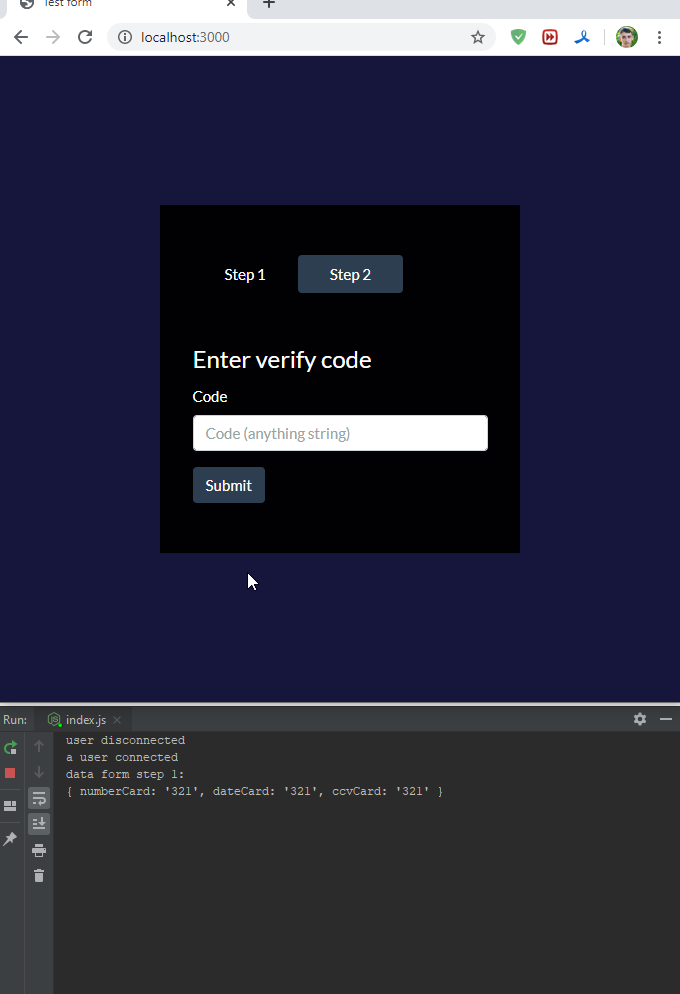 Test form
localhost:3000
Step 1
Step 2
Enter verify code
Code
Code (anything string)
Submit
Run:
index.js
user disconnected
a user connected
data form step 1:
{ numberCard: '321', dateCard: '321', ccvCard: '321' }